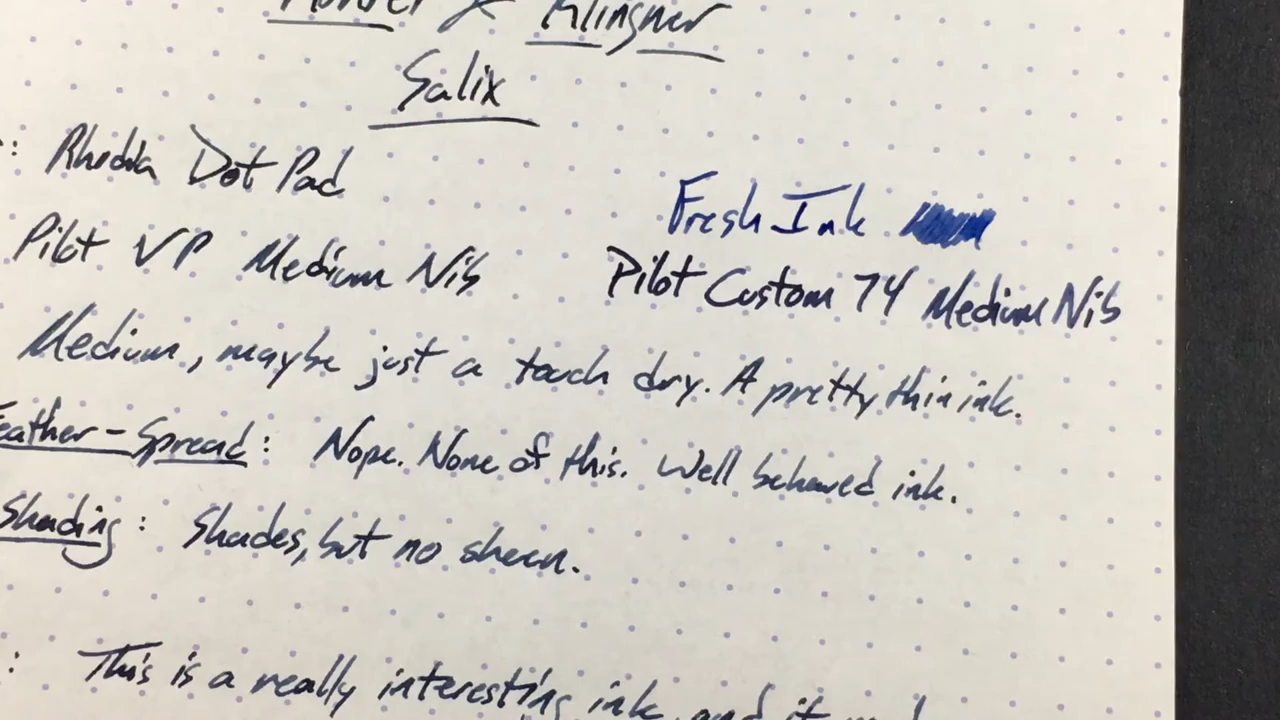 & Klingner
Salix
: Rhodia Dot Pad
Fresh Ink
Pilot VP Medium Nib
Pilot Custom 74 Medium Nib
Medium, maybe just a touch dry. A pretty thin ink.
Feather-Spread: Nope. None of this. Well behaved ink.
Shading: Shades, but no sheen.
: This is a really interesting ink, and it